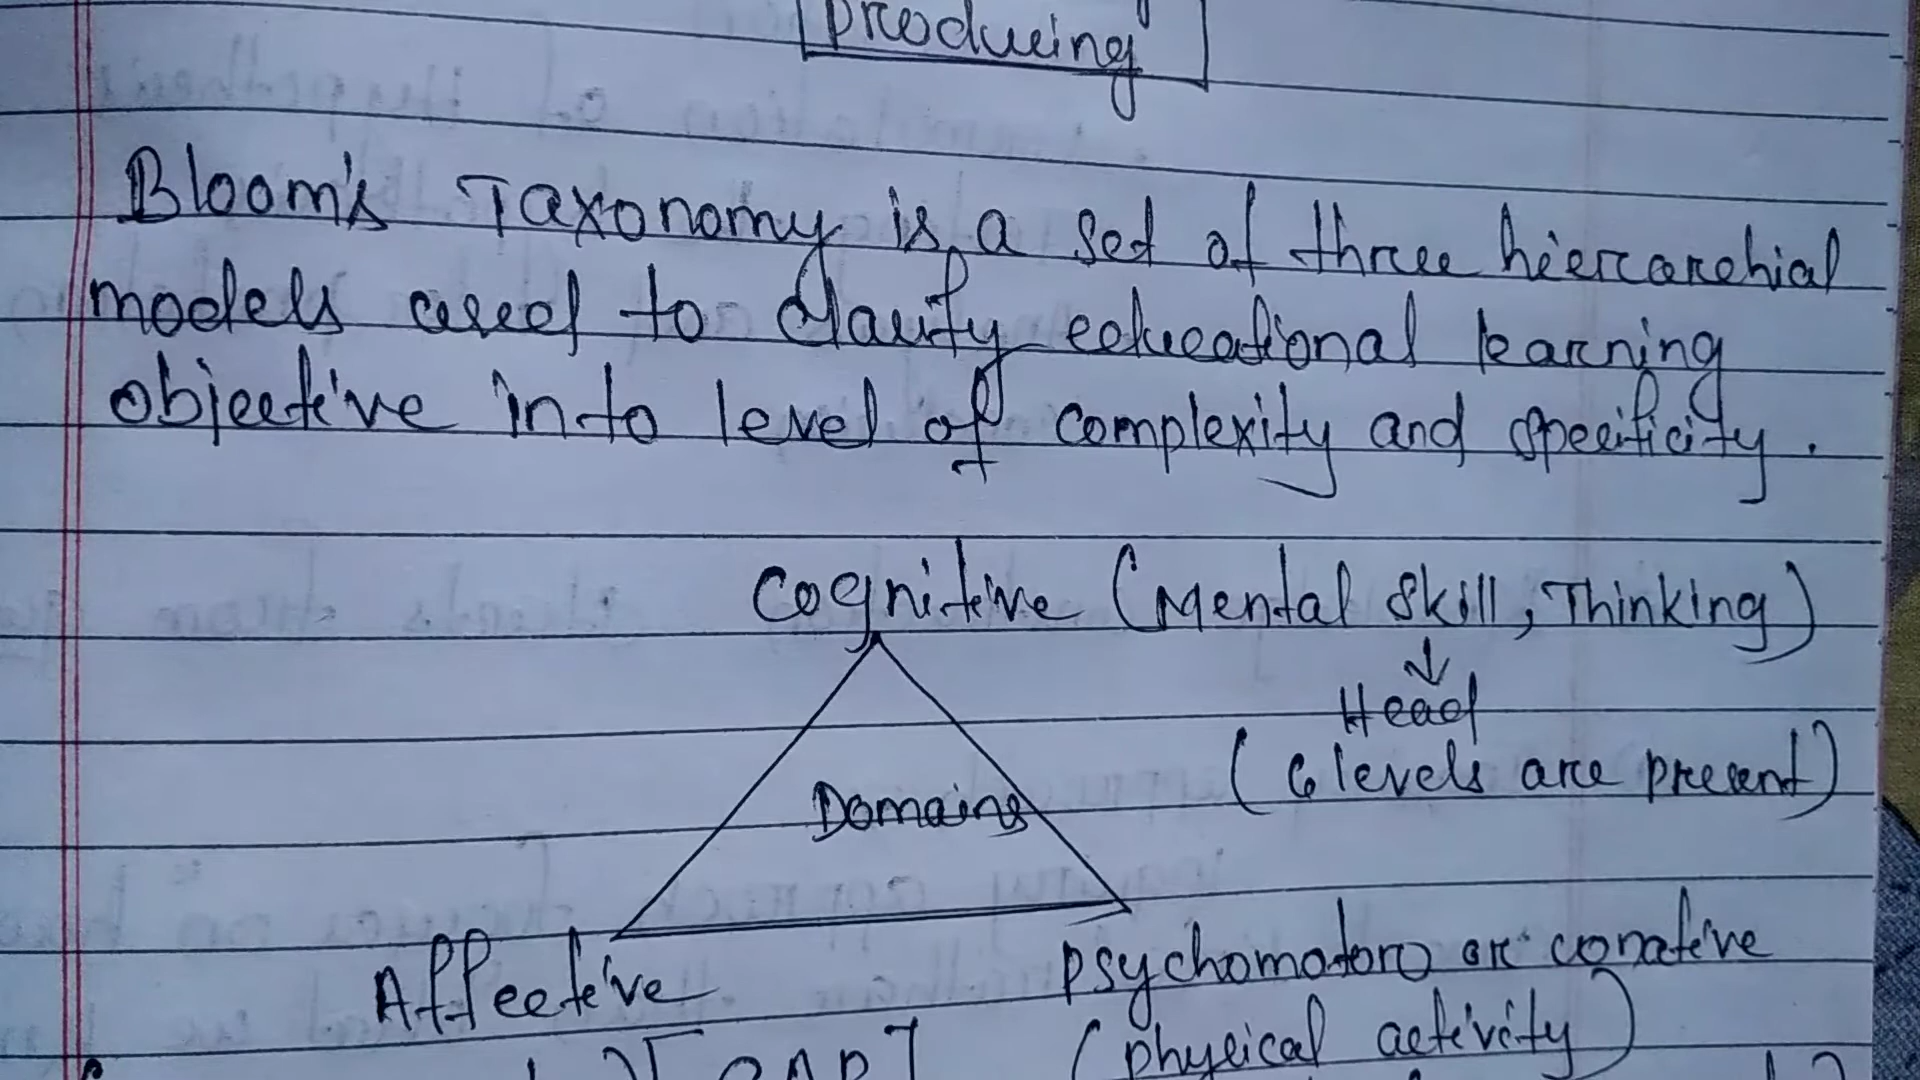 Producing
Bloom's Taxonomy is a set of three hierarchial
models used to clarify educational learning
objective into level of complexity and specificity.
Cognitive (Mental Skill, Thinking)
↓
Head
(6 levels are present)
Domains
Affective
Psychomotor or conative
(physical activity)